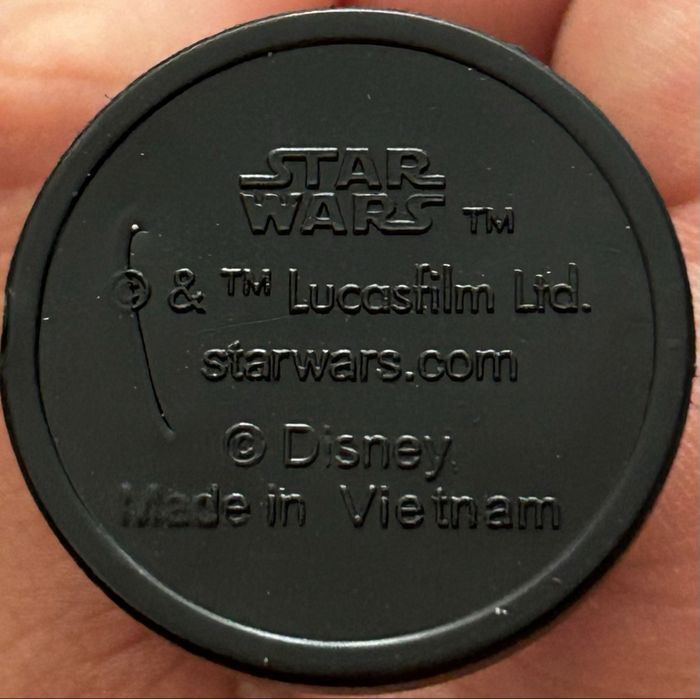 STAR
WARS ™
© & ™ Lucasfilm Ltd.
starwars.com
© Disney
Made in Vietnam